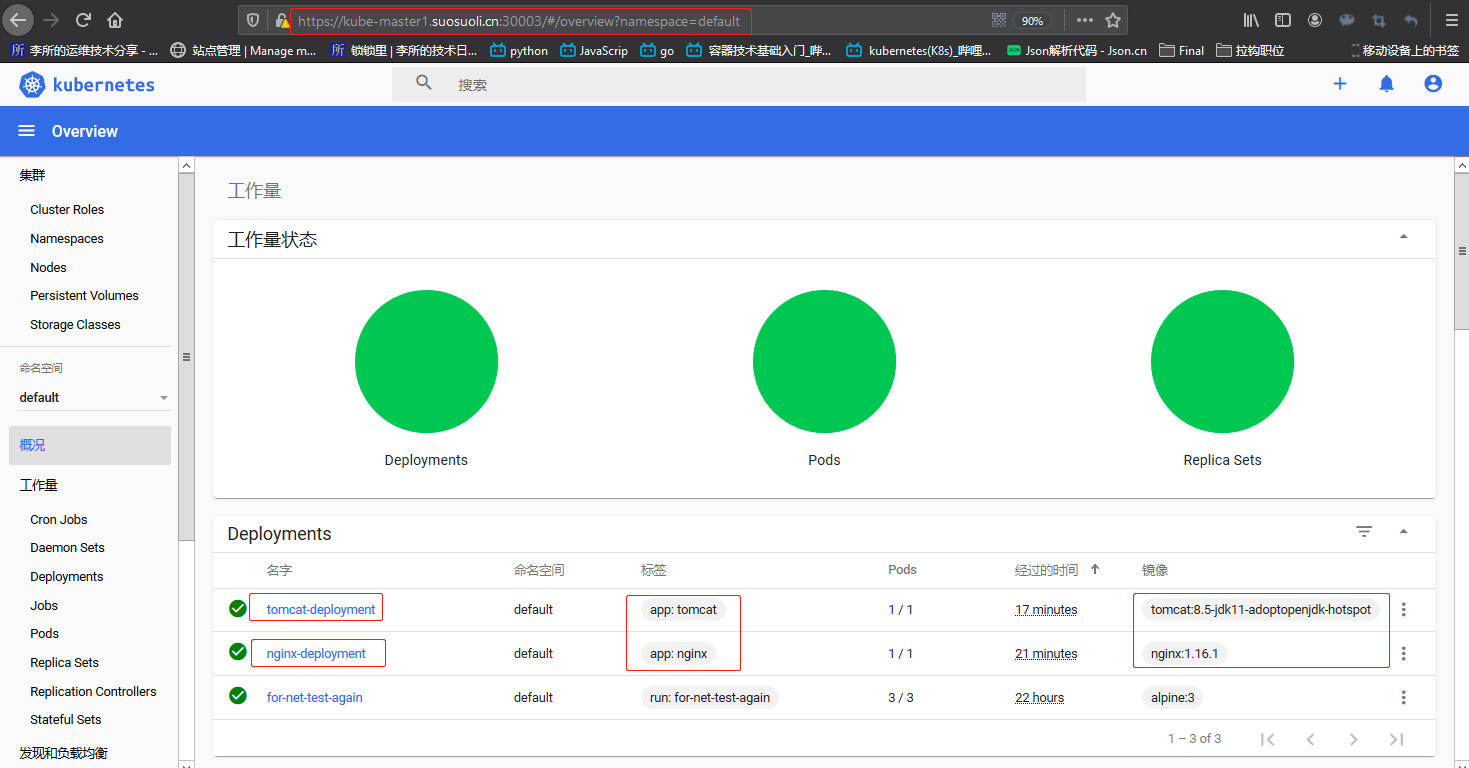 https://kube-master1.suosuoli.cn:30003/#/overview?namespace=default 90%
李所的运维技术分享 - ... 站点管理 | Manage m... 锁锁里 | 李所的技术日... python JavaScrip go 容器技术基础入门_哔... kubernetes(K8s)_哔哩... Json解析代码 - Json.cn Final 拉钩职位 移动设备上的书签
kubernetes 搜索
Overview
集群
Cluster Roles
Namespaces
Nodes
Persistent Volumes
Storage Classes
命名空间
default
概况
工作量
Cron Jobs
Daemon Sets
Deployments
Jobs
Pods
Replica Sets
Replication Controllers
Stateful Sets
发现和负载均衡
工作量
工作量状态
Deployments Pods Replica Sets
Deployments
名字 命名空间 标签 Pods 经过的时间 镜像
tomcat-deployment default app: tomcat 1 / 1 17 minutes tomcat:8.5-jdk11-adoptopenjdk-hotspot
nginx-deployment default app: nginx 1 / 1 21 minutes nginx:1.16.1
for-net-test-again default run: for-net-test-again 3 / 3 22 hours alpine:3
1 – 3 of 3